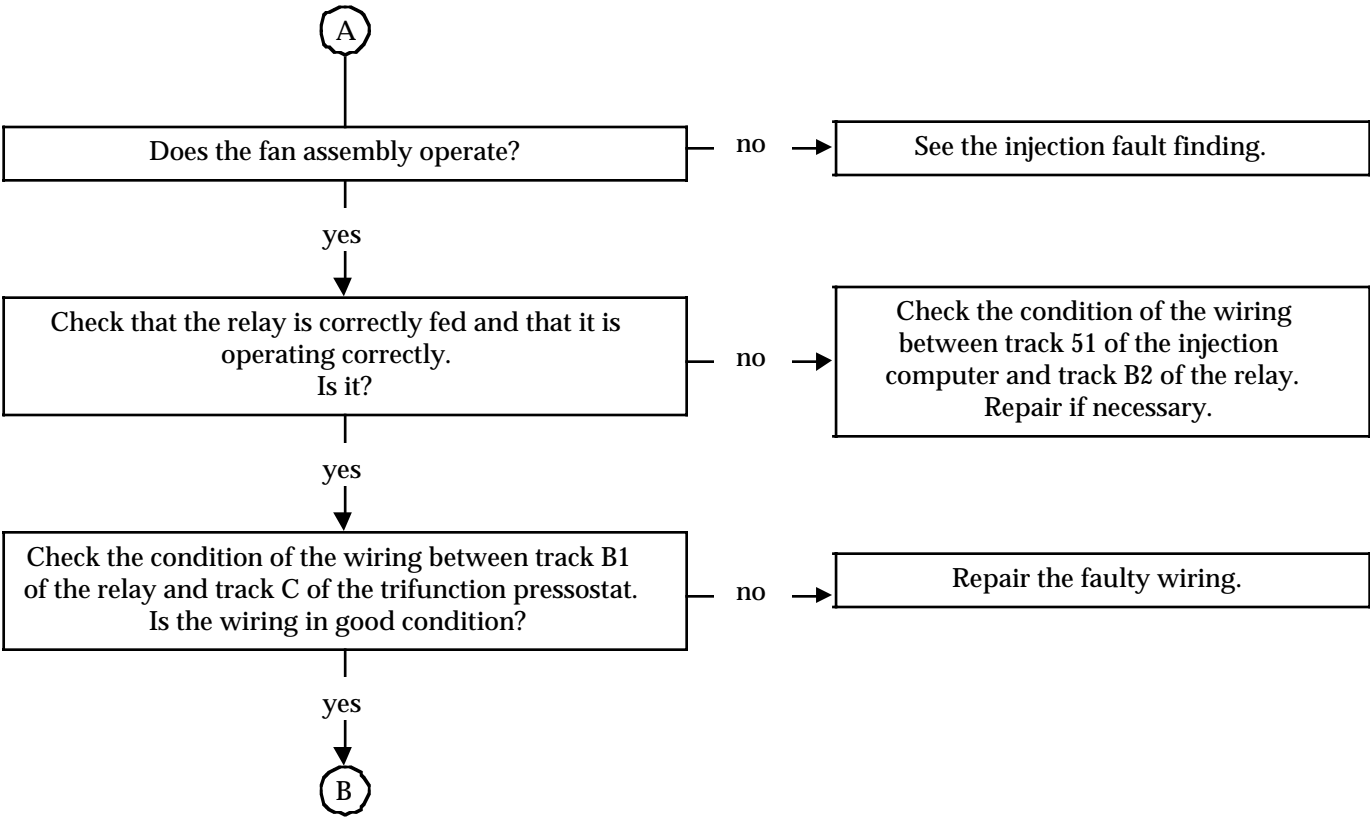 A
Does the fan assembly operate?
no
See the injection fault finding.
yes
Check that the relay is correctly fed and that it is
operating correctly.
Is it?
no
Check the condition of the wiring
between track 51 of the injection
computer and track B2 of the relay.
Repair if necessary.
yes
Check the condition of the wiring between track B1
of the relay and track C of the trifunction pressostat.
Is the wiring in good condition?
no
Repair the faulty wiring.
yes
B